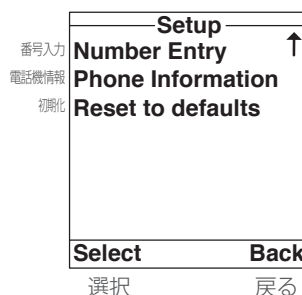 Setup
番号入力 Number Entry ↑
電話機情報 Phone Information
初期化 Reset to defaults
Select Back
選択 戻る